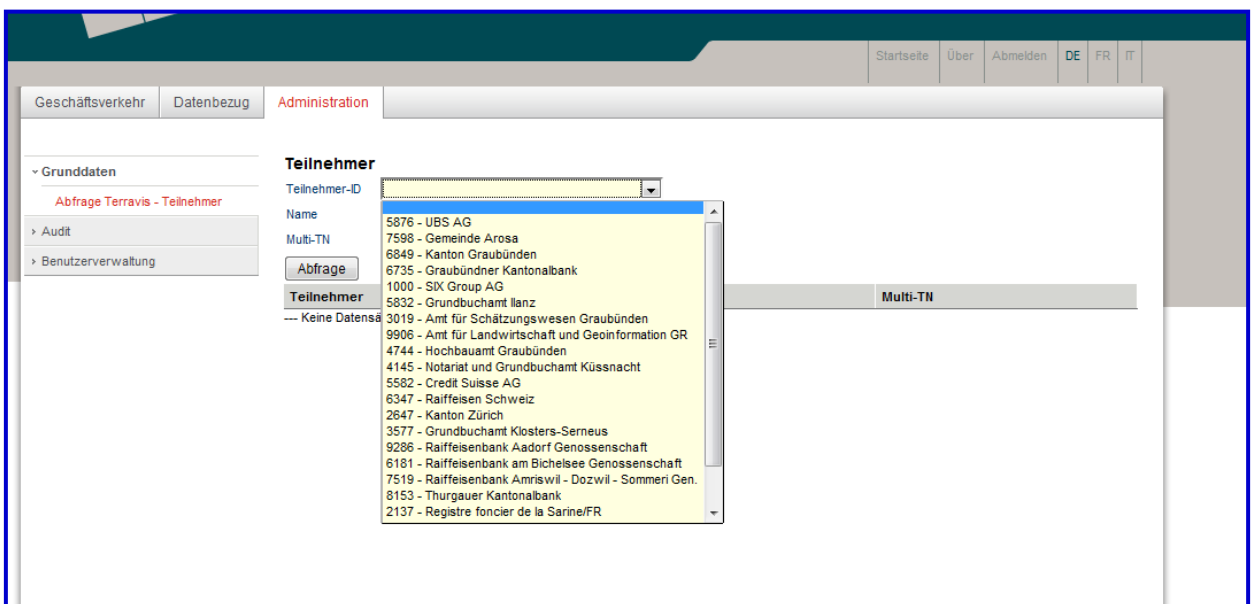 Startseite Über Abmelden DE FR IT
Geschäftsverkehr Datenbezug Administration
Grunddaten
Abfrage Terravis - Teilnehmer
Audit
Benutzerverwaltung
Teilnehmer
Teilnehmer-ID
Name
Multi-TN
Abfrage
Teilnehmer Multi-TN
--- Keine Datensä
5876 - UBS AG
7598 - Gemeinde Arosa
6849 - Kanton Graubünden
6735 - Graubündner Kantonalbank
1000 - SIX Group AG
5832 - Grundbuchamt Ilanz
3019 - Amt für Schätzungswesen Graubünden
9906 - Amt für Landwirtschaft und Geoinformation GR
4744 - Hochbauamt Graubünden
4145 - Notariat und Grundbuchamt Küssnacht
5582 - Credit Suisse AG
6347 - Raiffeisen Schweiz
2647 - Kanton Zürich
3577 - Grundbuchamt Klosters-Serneus
9286 - Raiffeisenbank Aadorf Genossenschaft
6181 - Raiffeisenbank am Bichelsee Genossenschaft
7519 - Raiffeisenbank Amriswil - Dozwil - Sommeri Gen.
8153 - Thurgauer Kantonalbank
2137 - Registre foncier de la Sarine/FR